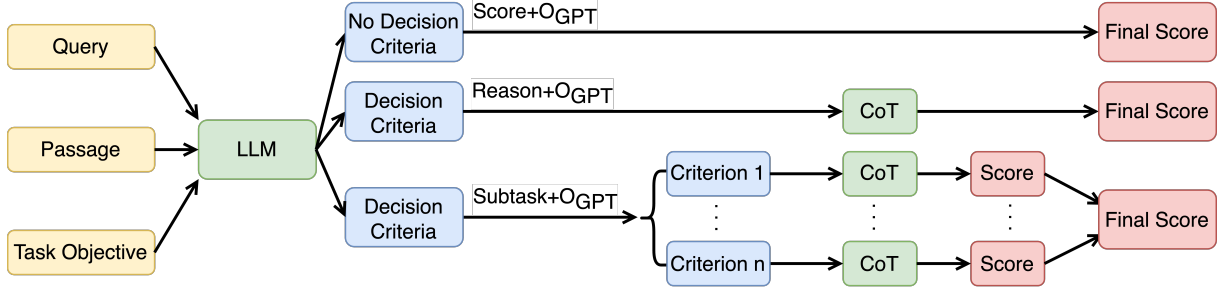 Query
Passage
Task Objective
LLM
No Decision
Criteria
Score+OGPT
Final Score
Decision
Criteria
Reason+OGPT
CoT
Final Score
Decision
Criteria
Subtask+OGPT
Criterion 1
CoT
Score
Criterion n
CoT
Score
Final Score